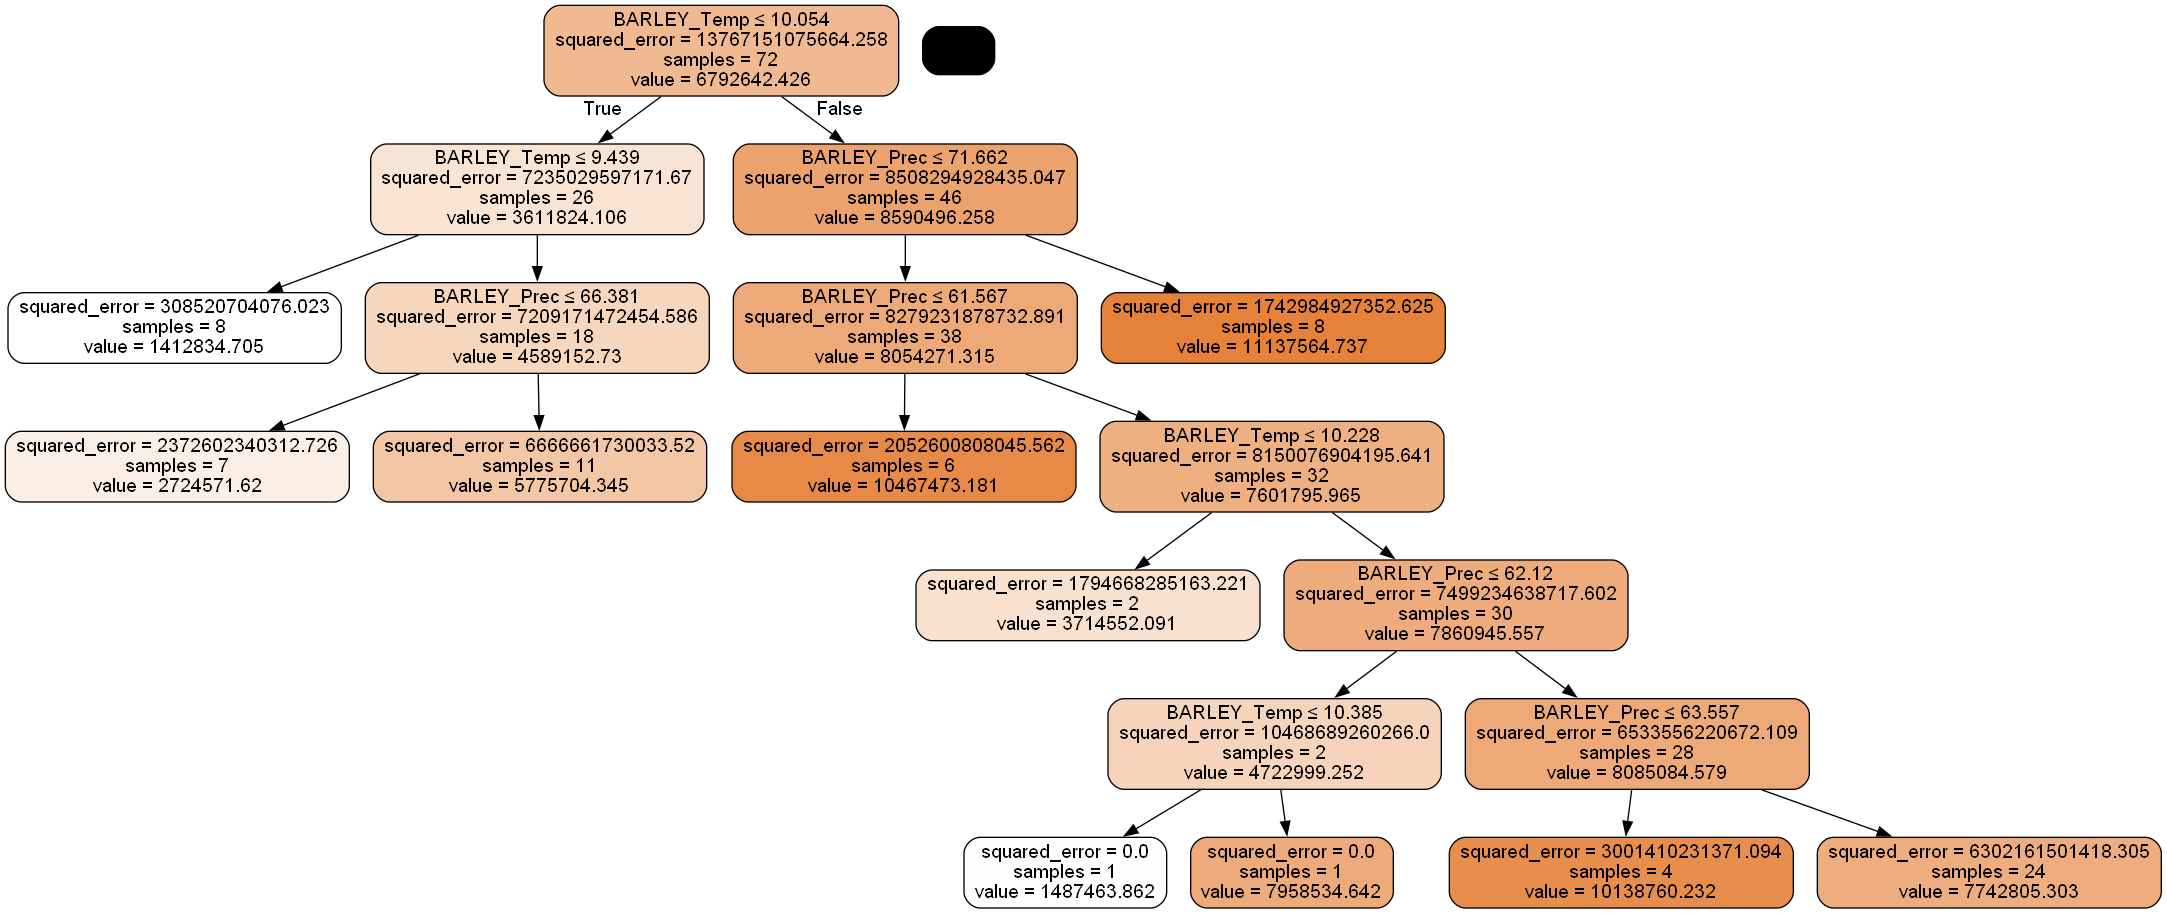 BARLEY_Temp ≤ 10.054
squared_error = 13767151075664.258
samples = 72
value = 6792642.426
True
False
BARLEY_Temp ≤ 9.439
squared_error = 7235029597171.67
samples = 26
value = 3611824.106
BARLEY_Prec ≤ 71.662
squared_error = 8508294928435.047
samples = 46
value = 8590496.258
squared_error = 308520704076.023
samples = 8
value = 1412834.705
BARLEY_Prec ≤ 66.381
squared_error = 7209171472454.586
samples = 18
value = 4589152.73
BARLEY_Prec ≤ 61.567
squared_error = 8279231878732.891
samples = 38
value = 8054271.315
squared_error = 1742984927352.625
samples = 8
value = 11137564.737
squared_error = 2372602340312.726
samples = 7
value = 2724571.62
squared_error = 6666661730033.52
samples = 11
value = 5775704.345
squared_error = 2052600808045.562
samples = 6
value = 10467473.181
BARLEY_Temp ≤ 10.228
squared_error = 8150076904195.641
samples = 32
value = 7601795.965
squared_error = 1794668285163.221
samples = 2
value = 3714552.091
BARLEY_Prec ≤ 62.12
squared_error = 7499234638717.602
samples = 30
value = 7860945.557
BARLEY_Temp ≤ 10.385
squared_error = 10468689260266.0
samples = 2
value = 4722999.252
BARLEY_Prec ≤ 63.557
squared_error = 6533556220672.109
samples = 28
value = 8085084.579
squared_error = 0.0
samples = 1
value = 1487463.862
squared_error = 0.0
samples = 1
value = 7958534.642
squared_error = 3001410231371.094
samples = 4
value = 10138760.232
squared_error = 6302161501418.305
samples = 24
value = 7742805.303